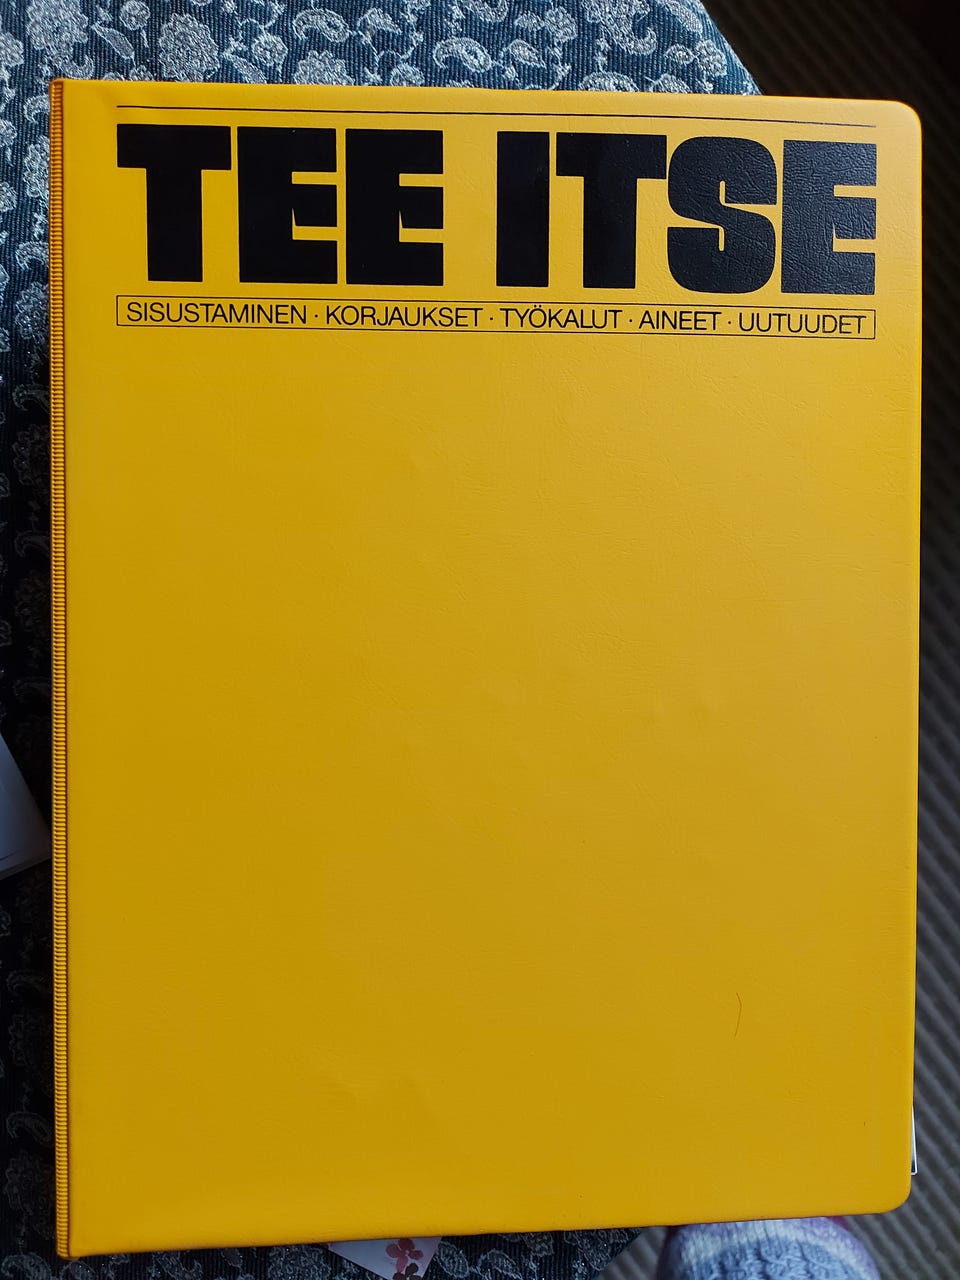 TEE ITSE
SISUSTAMINEN · KORJAUKSET · TYÖKALUT · AINEET · UUTUUDET